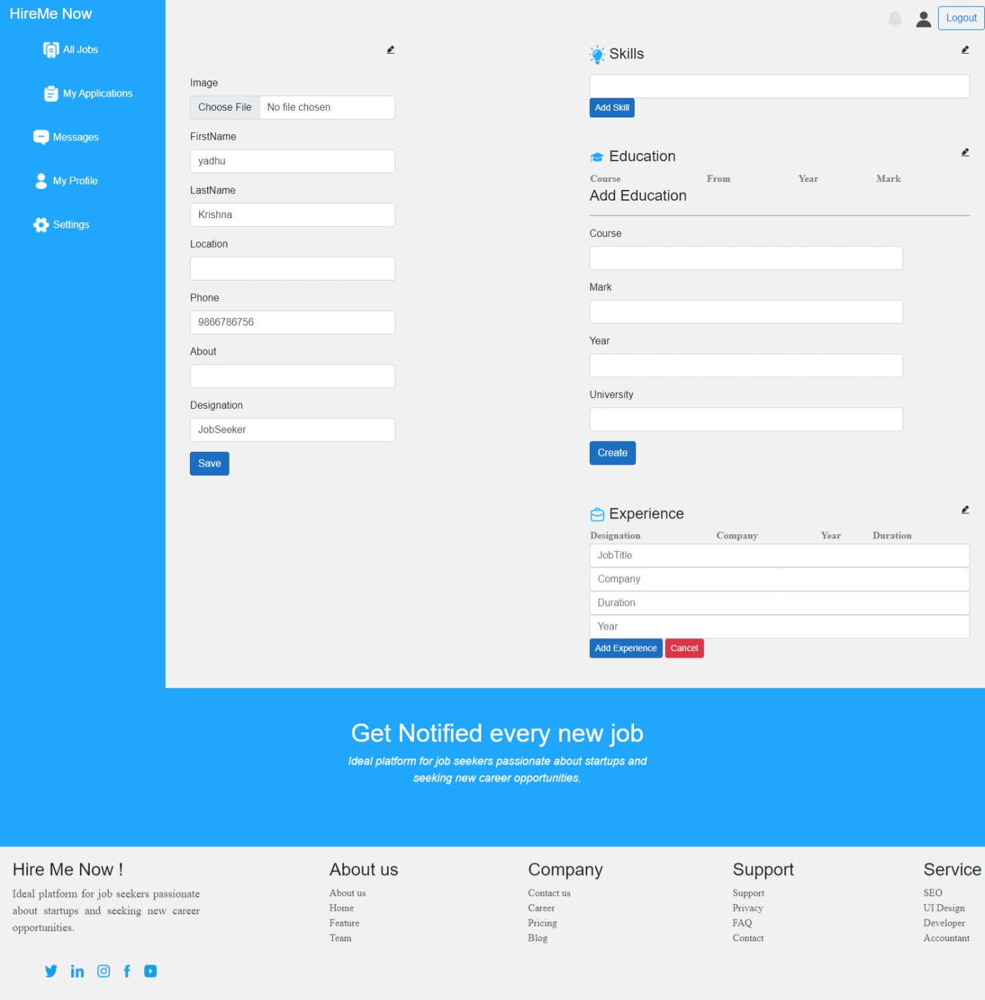 HireMe Now
All Jobs
My Applications
Messages
My Profile
Settings
Logout
Image
Choose File No file chosen
FirstName
yadhu
LastName
Krishna
Location
Phone
9866786756
About
Designation
JobSeeker
Save
Skills
Add Skill
Education
Course From Year Mark
Add Education
Course
Mark
Year
University
Create
Experience
Designation Company Year Duration
JobTitle
Company
Duration
Year
Add Experience Cancel
Get Notified every new job
Ideal platform for job seekers passionate about startups and
seeking new career opportunities.
Hire Me Now !
Ideal platform for job seekers passionate
about startups and seeking new career
opportunities.
About us
About us
Home
Feature
Team
Company
Contact us
Career
Pricing
Blog
Support
Support
Privacy
FAQ
Contact
Service
SEO
UI Design
Developer
Accountant